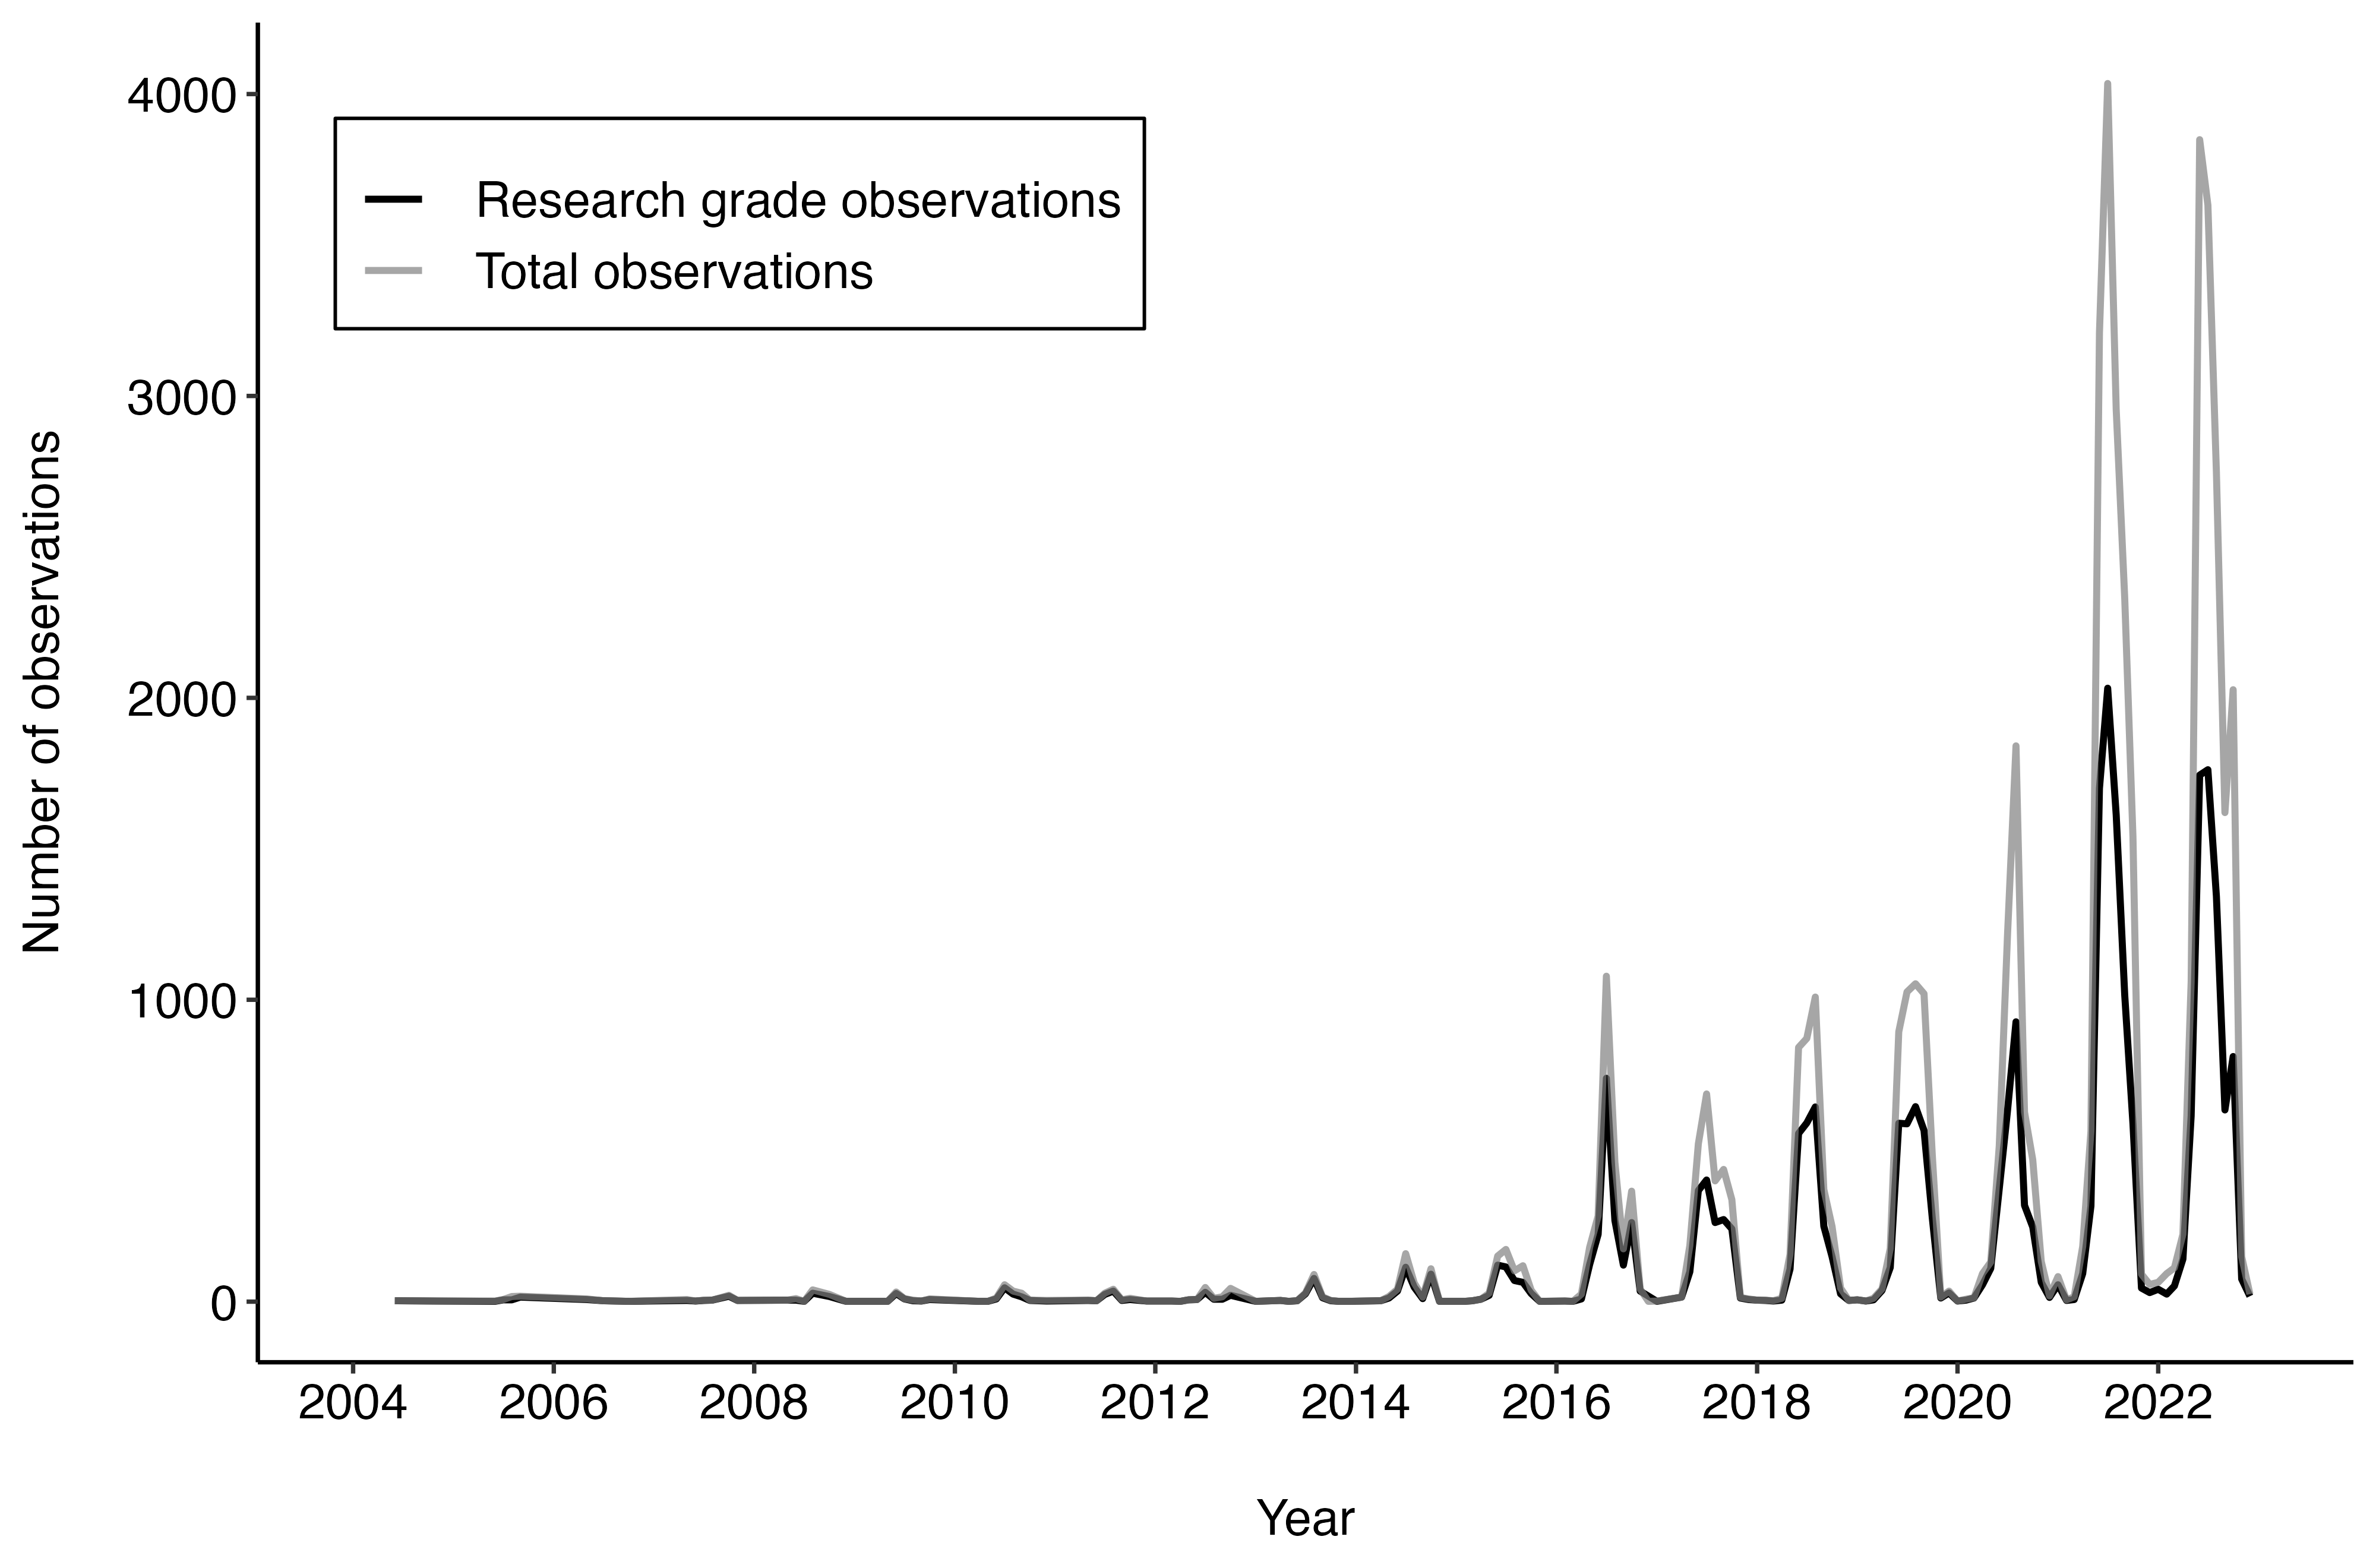 4000
3000
2000
1000
0
Number of observations
Research grade observations
Total observations
2004 2006 2008 2010 2012 2014 2016 2018 2020 2022
Year